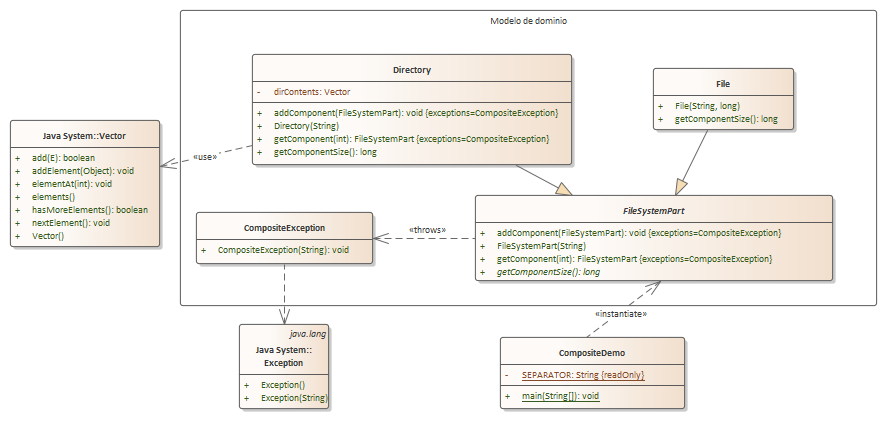 Modelo de dominio
Directory
- dirContents: Vector
+ addComponent(FileSystemPart): void {exceptions=CompositeException}
+ Directory(String)
+ getComponent(int): FileSystemPart {exceptions=CompositeException}
+ getComponentSize(): long
File
+ File(String, long)
+ getComponentSize(): long
Java System::Vector
+ add(E): boolean
+ addElement(Object): void
+ elementAt(int): void
+ elements()
+ hasMoreElements(): boolean
+ nextElement(): void
+ Vector()
«use»
FileSystemPart
+ addComponent(FileSystemPart): void {exceptions=CompositeException}
+ FileSystemPart(String)
+ getComponent(int): FileSystemPart {exceptions=CompositeException}
+ getComponentSize(): long
CompositeException
+ CompositeException(String): void
«throws»
«instantiate»
java.lang
Java System::
Exception
+ Exception()
+ Exception(String)
CompositeDemo
- SEPARATOR: String {readOnly}
+ main(String[]): void